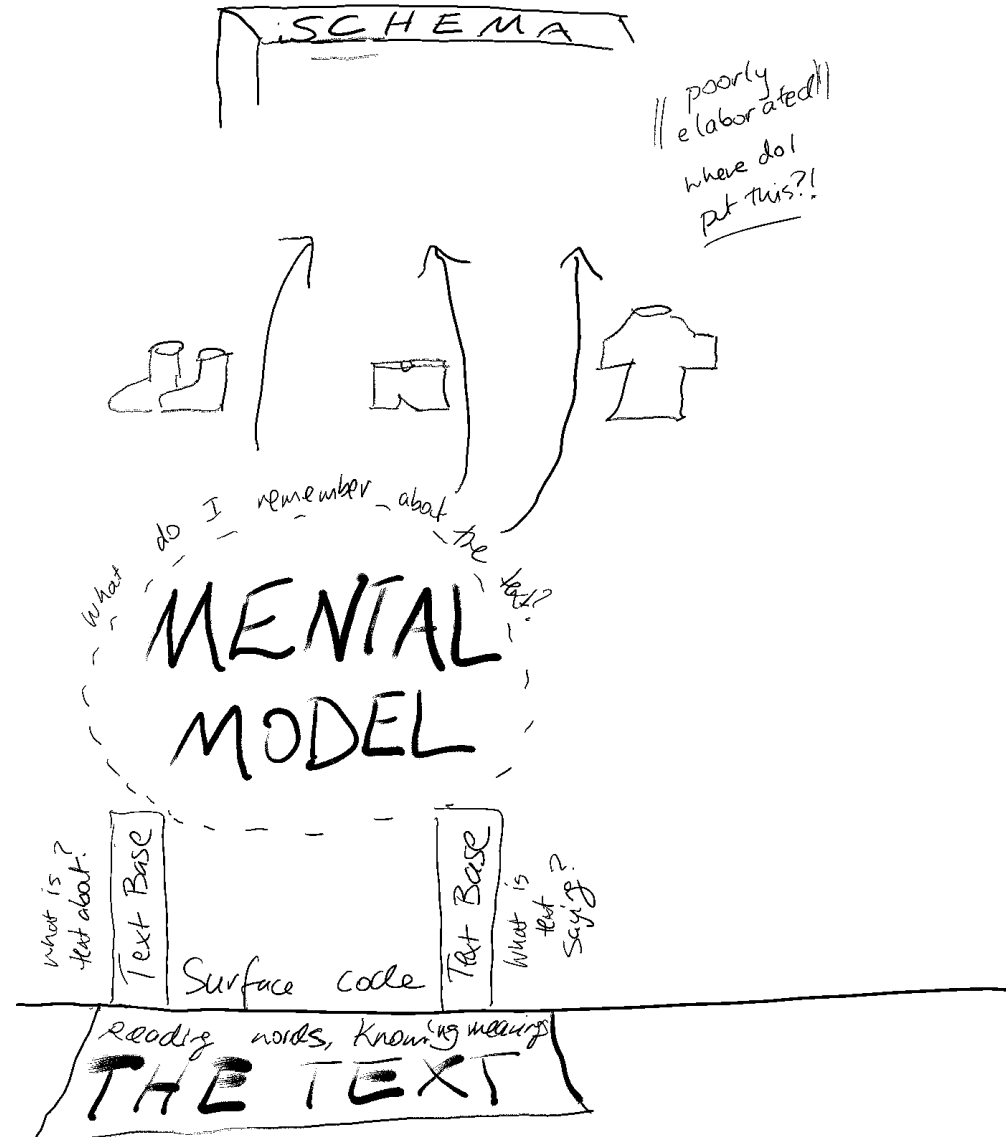 SCHEMA
poorly
elaborated
where do I
put this?!
What do I remember about the text?
MENTAL
MODEL
What is
text about?
Text Base
Surface code
Text Base
What is
text
saying?
Reading words, Knowing meanings
THE TEXT